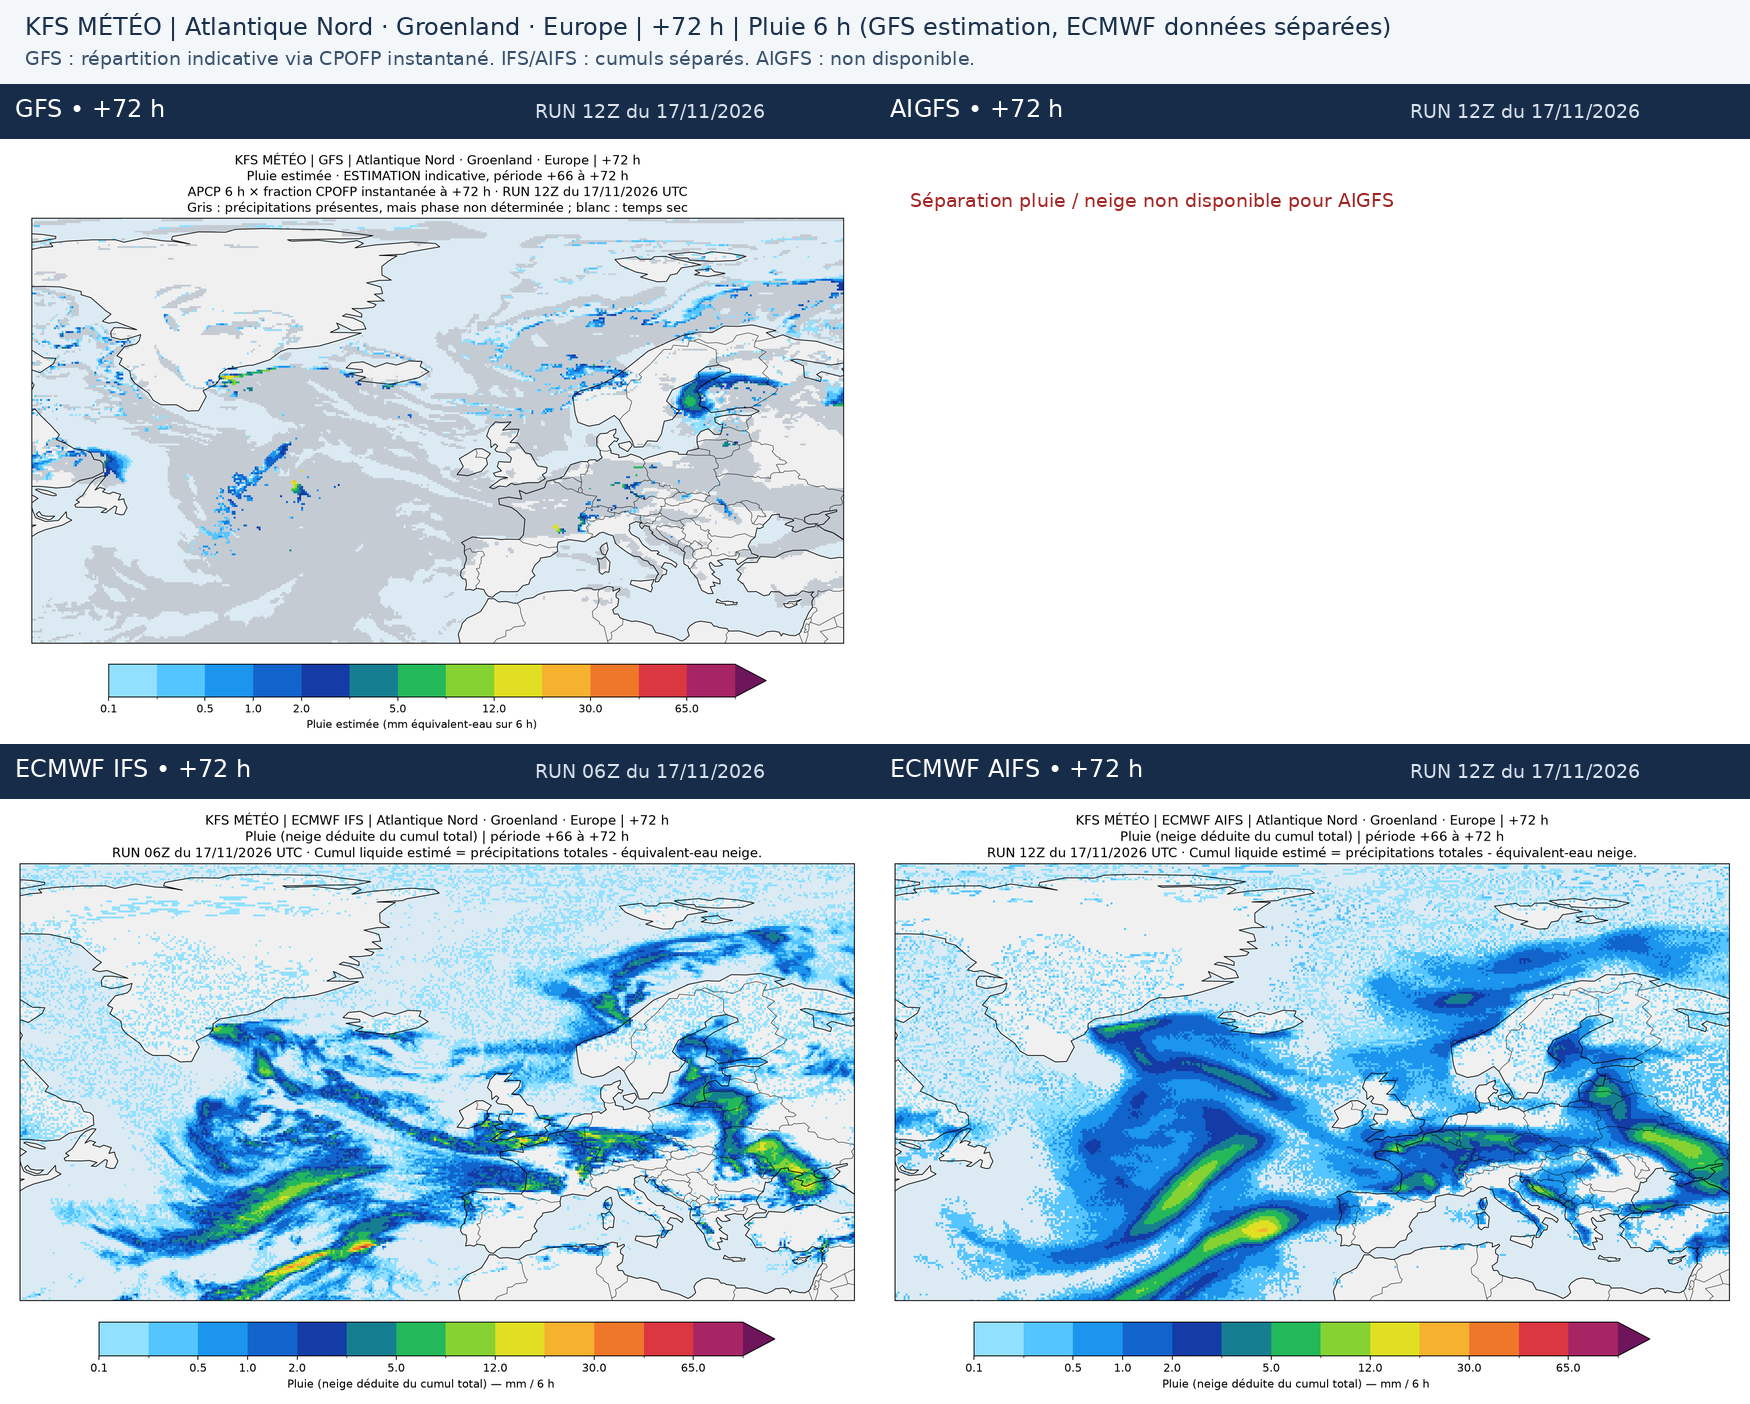 KFS MÉTÉO | Atlantique Nord · Groenland · Europe | +72 h | Pluie 6 h (GFS estimation, ECMWF données séparées)
GFS : répartition indicative via CPOFP instantané. IFS/AIFS : cumuls séparés. AIGFS : non disponible.
GFS • +72 h
RUN 12Z du 17/11/2026
KFS MÉTÉO | GFS | Atlantique Nord · Groenland · Europe | +72 h
Pluie estimée · ESTIMATION indicative, période +66 à +72 h
APCP 6 h × fraction CPOFP instantanée à +72 h · RUN 12Z du 17/11/2026 UTC
Gris : précipitations présentes, mais phase non déterminée ; blanc : temps sec
0.1 0.5 1.0 2.0 5.0 12.0 30.0 65.0
Pluie estimée (mm équivalent-eau sur 6 h)
AIGFS • +72 h
RUN 12Z du 17/11/2026
Séparation pluie / neige non disponible pour AIGFS
ECMWF IFS • +72 h
RUN 06Z du 17/11/2026
KFS MÉTÉO | ECMWF IFS | Atlantique Nord · Groenland · Europe | +72 h
Pluie (neige déduite du cumul total) | période +66 à +72 h
RUN 06Z du 17/11/2026 UTC · Cumul liquide estimé = précipitations totales - équivalent-eau neige.
0.1 0.5 1.0 2.0 5.0 12.0 30.0 65.0
Pluie (neige déduite du cumul total) — mm / 6 h
ECMWF AIFS • +72 h
RUN 12Z du 17/11/2026
KFS MÉTÉO | ECMWF AIFS | Atlantique Nord · Groenland · Europe | +72 h
Pluie (neige déduite du cumul total) | période +66 à +72 h
RUN 12Z du 17/11/2026 UTC · Cumul liquide estimé = précipitations totales - équivalent-eau neige.
0.1 0.5 1.0 2.0 5.0 12.0 30.0 65.0
Pluie (neige déduite du cumul total) — mm / 6 h